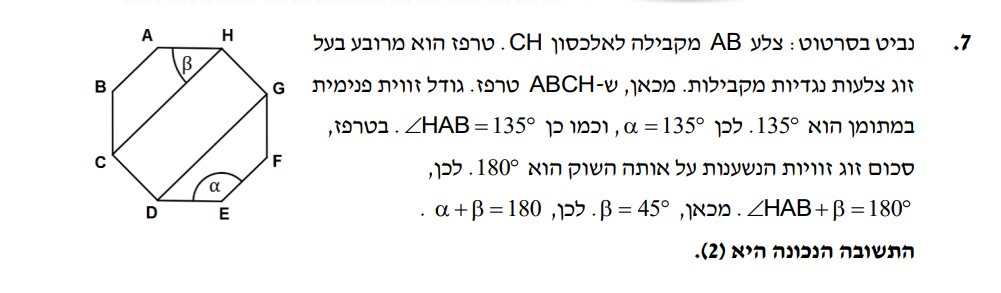 7. נביט בסרטוט: צלע AB מקבילה לאלכסון CH. טרפז הוא מרובע בעל
זוג צלעות נגדיות מקבילות. מכאן, ש-ABCH טרפז. גודל זווית פנימית
במתומן הוא 135°. לכן α = 135°, וכמו כן ∠HAB = 135°. בטרפז,
סכום זוג זוויות הנשענות על אותה השוק הוא 180°. לכן,
∠HAB + β = 180°. מכאן, β = 45°. לכן, α + β = 180.
התשובה הנכונה היא (2).
A H
β
B G
C F
α
D E